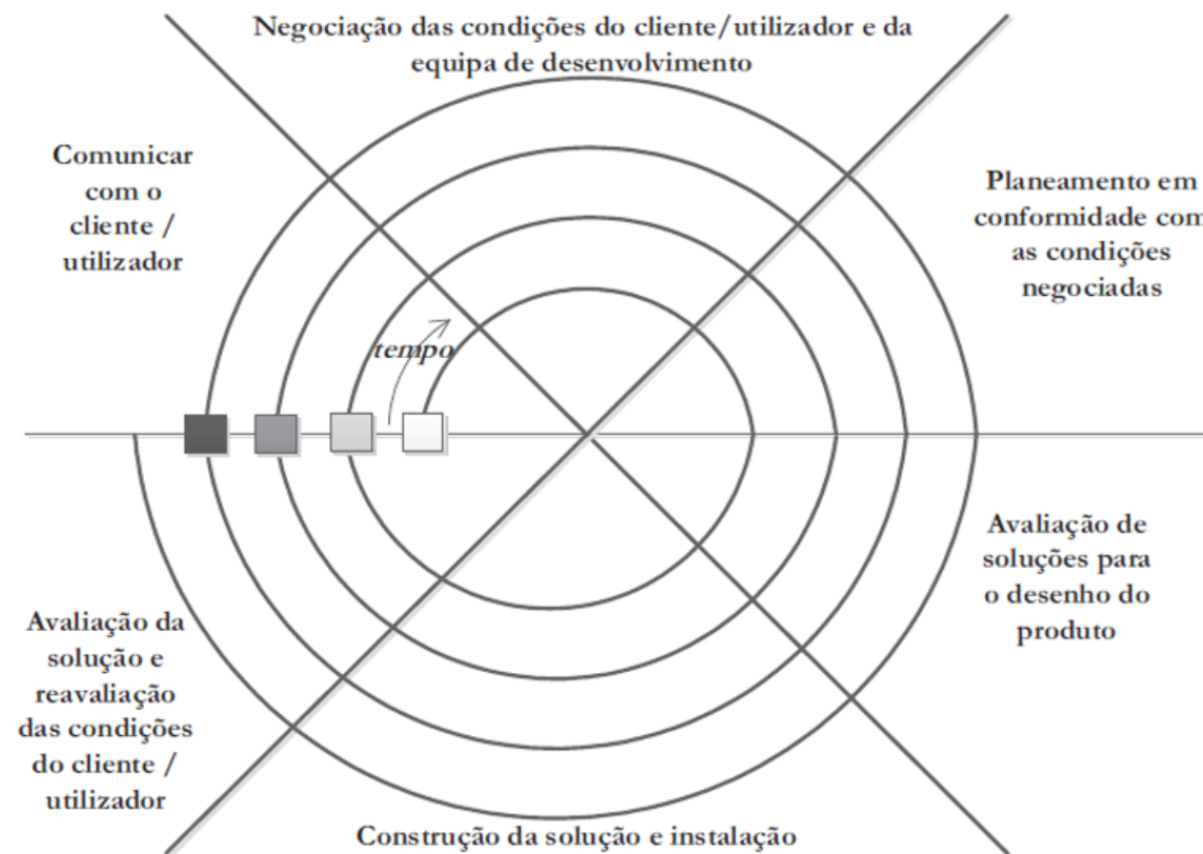 Negociação das condições do cliente/utilizador e da
equipa de desenvolvimento
Comunicar
com o
cliente /
utilizador
Planeamento em
conformidade com
as condições
negociadas
tempo
Avaliação de
soluções para
o desenho do
produto
Avaliação da
solução e
reavaliação
das condições
do cliente /
utilizador
Construção da solução e instalação